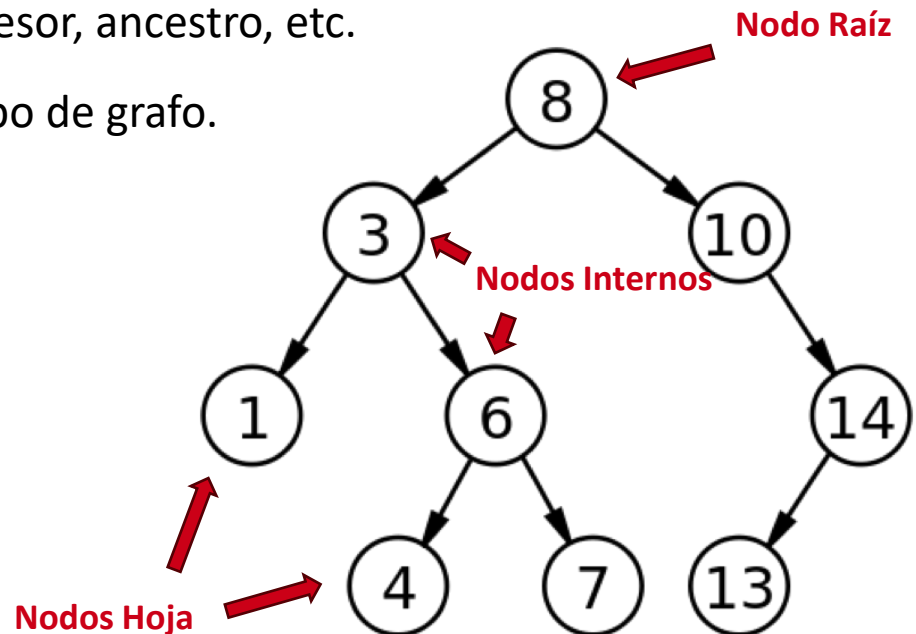 esor, ancestro, etc.
Nodo Raíz
8
po de grafo.
3
10
Nodos Internos
1
6
14
4
7
13
Nodos Hoja